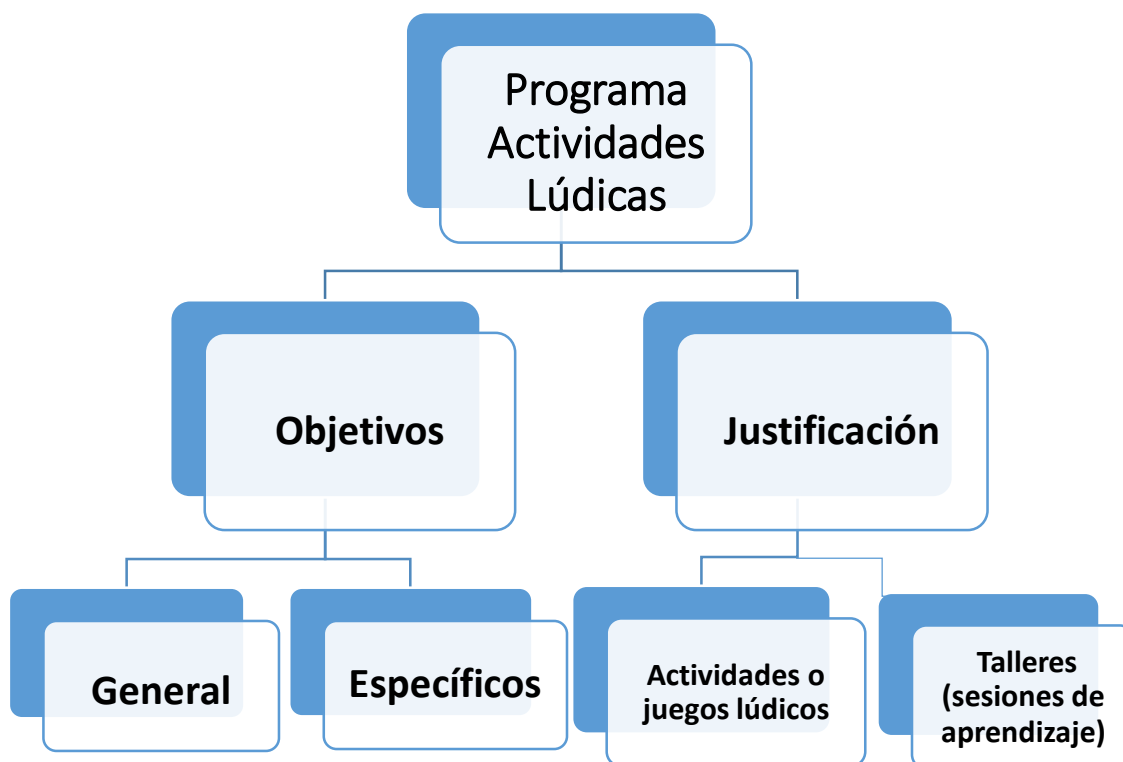 Programa
Actividades
Lúdicas
Objetivos
Justificación
General
Específicos
Actividades o
juegos lúdicos
Talleres
(sesiones de
aprendizaje)